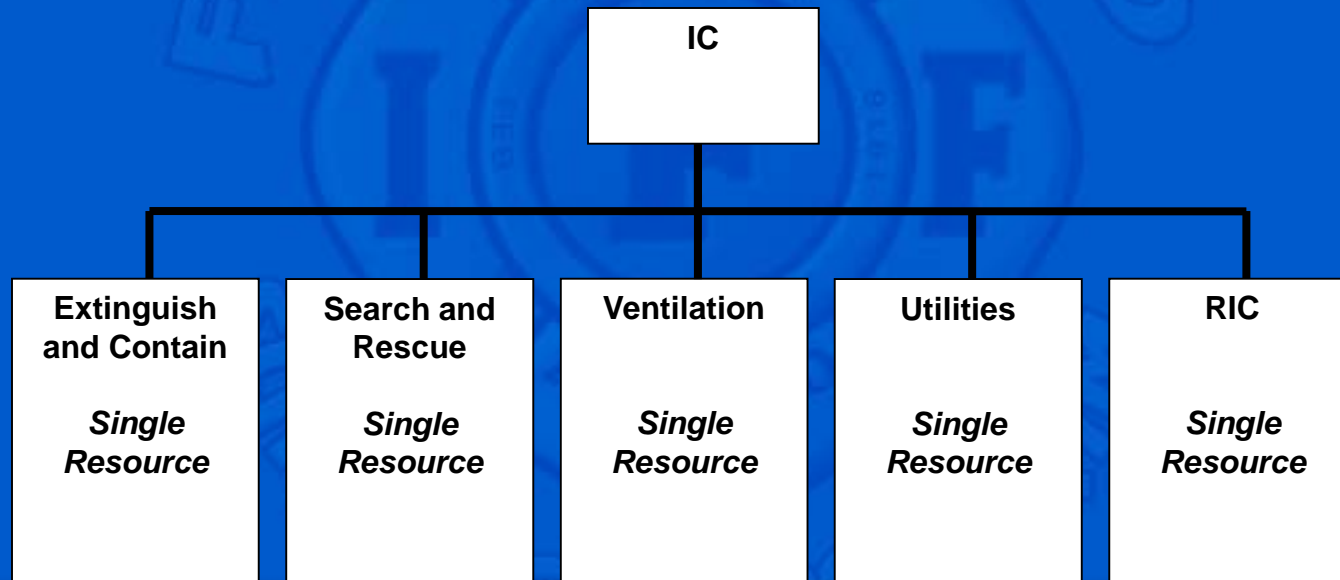 IC
Extinguish
and Contain
Single
Resource
Search and
Rescue
Single
Resource
Ventilation
Single
Resource
Utilities
Single
Resource
RIC
Single
Resource
I F F